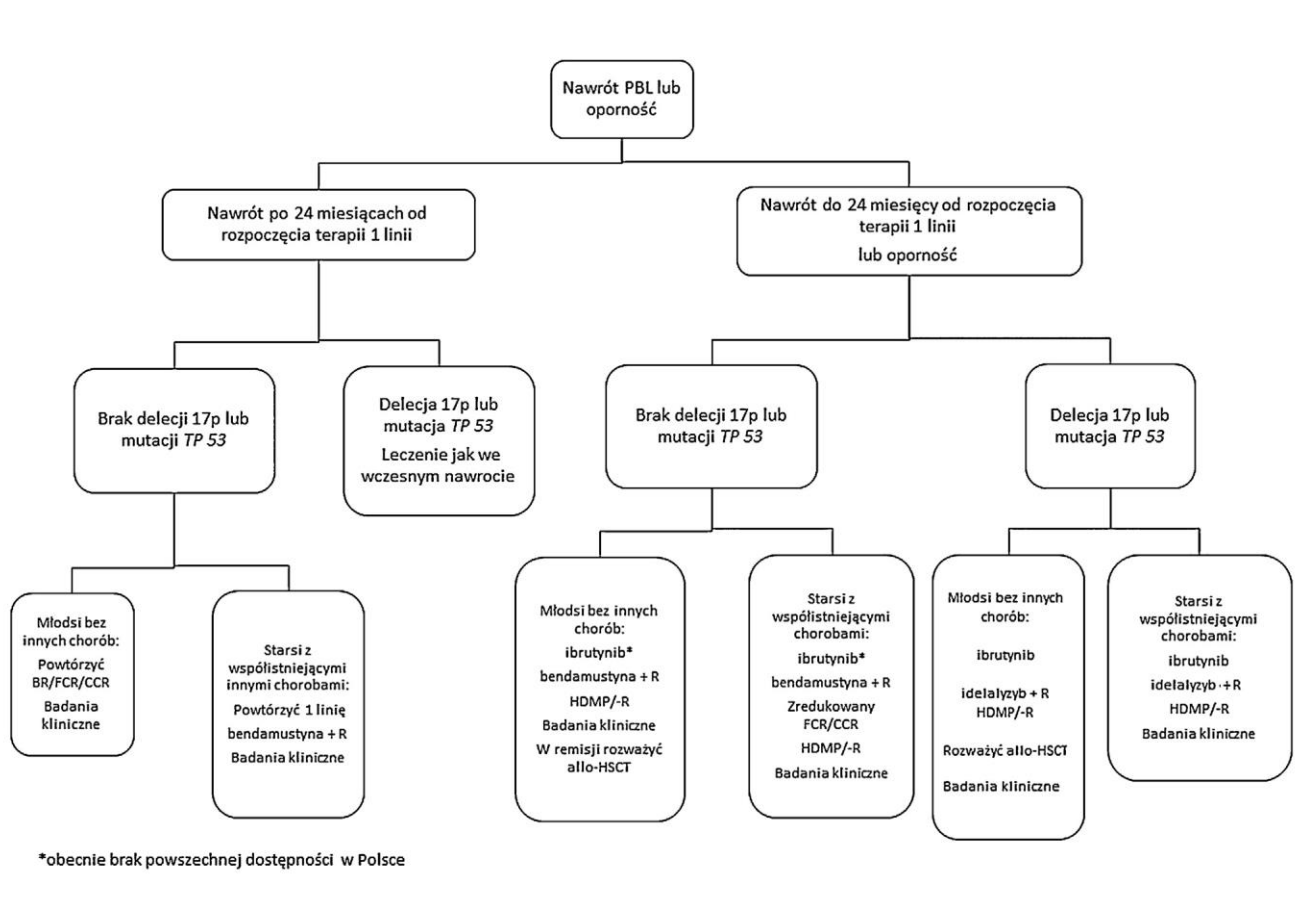 Nawrót PBL lub
oporność
Nawrót po 24 miesiącach od
rozpoczęcia terapii 1 linii
Nawrót do 24 miesięcy od rozpoczęcia
terapii 1 linii
lub oporność
Brak delecji 17p lub
mutacji TP 53
Delecja 17p lub
mutacja TP 53
Leczenie jak we
wczesnym nawrocie
Brak delecji 17p lub
mutacji TP 53
Delecja 17p lub
mutacja TP 53
Młodsi bez
innych chorób:
Powtórzyć
BR/FCR/CCR
Badania
kliniczne
Starsi z
współistniejącymi
innymi chorobami:
Powtórzyć 1 linię
bendamustyna + R
Badania kliniczne
Młodsi bez innych
chorób:
ibrutynib*
bendamustyna + R
HDMP/-R
Badania kliniczne
W remisji rozważyć
allo-HSCT
Starsi z
współistniejącymi
chorobami:
ibrutynib*
bendamustyna + R
Zredukowany
FCR/CCR
HDMP/-R
Badania kliniczne
Młodsi bez innych
chorób:
ibrutynib
idelalyzyb + R
HDMP/-R
Rozważyć allo-HSCT
Badania kliniczne
Starsi z
współistniejącymi
chorobami:
ibrutynib
idelalyzyb + R
HDMP/-R
Badania kliniczne
*obecnie brak powszechnej dostępności w Polsce